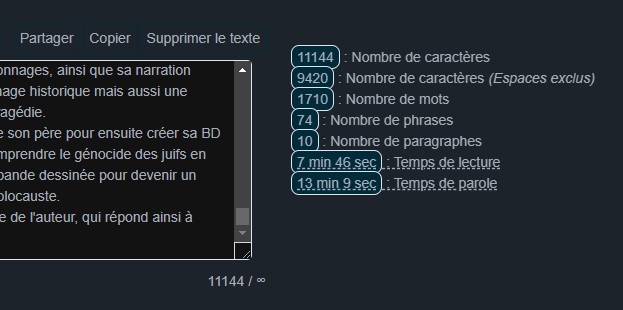 Partager Copier Supprimer le texte
onnages, ainsi que sa narration
nage historique mais aussi une
ragédie.
e son père pour ensuite créer sa BD
mprendre le génocide des juifs en
bande dessinée pour devenir un
olocauste.
e de l'auteur, qui répond ainsi à
11144 / ∞
11144 : Nombre de caractères
9420 : Nombre de caractères (Espaces exclus)
1710 : Nombre de mots
74 : Nombre de phrases
10 : Nombre de paragraphes
7 min 46 sec : Temps de lecture
13 min 9 sec : Temps de parole